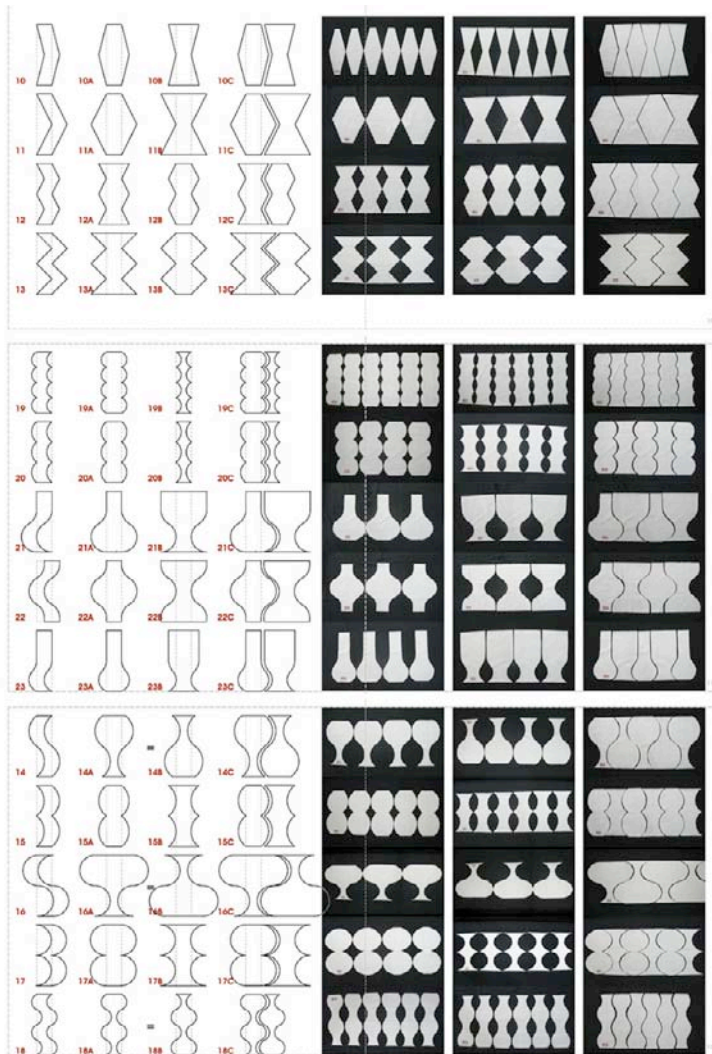 10 10A 10B 10C
11 11A 11B 11C
12 12A 12B 12C
13 13A 13B 13C
19 19A 19B 19C
20 20A 20B 20C
21 21A 21B 21C
22 22A 22B 22C
23 23A 23B 23C
14 14A = 14B 14C
15 15A 15B 15C
16 16A = 16B 16C
17 17A 17B 17C
18 18A = 18B 18C